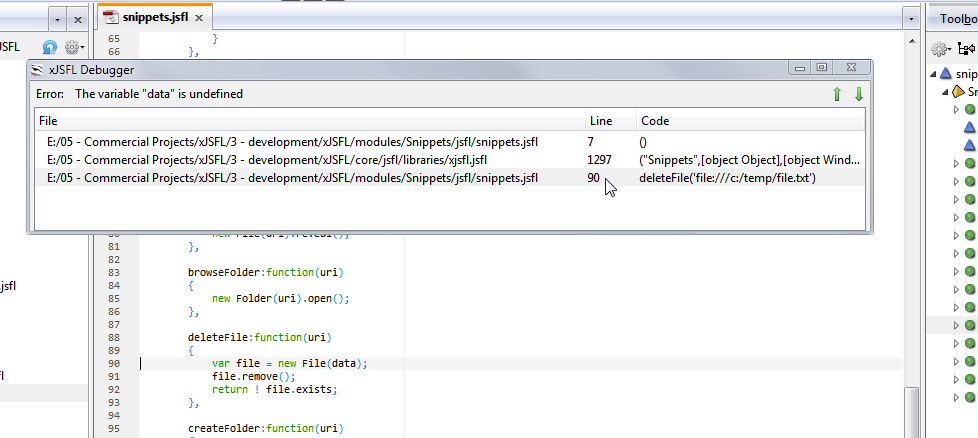 snippets.jsfl
Toolbo
JSFL
65 }
66 },
snip
Sn
xJSFL Debugger
Error: The variable "data" is undefined
File Line Code
E:/05 - Commercial Projects/xJSFL/3 - development/xJSFL/modules/Snippets/jsfl/snippets.jsfl 7 ()
E:/05 - Commercial Projects/xJSFL/3 - development/xJSFL/core/jsfl/libraries/xjsfl.jsfl 1297 ("Snippets",[object Object],[object Wind...
E:/05 - Commercial Projects/xJSFL/3 - development/xJSFL/modules/Snippets/jsfl/snippets.jsfl 90 deleteFile('file:///c:/temp/file.txt')
80 new File(uri).reveal();
81 },
82
83 browseFolder:function(uri)
84 {
.jsfl
85 new Folder(uri).open();
86 },
87
88 deleteFile:function(uri)
89 {
90 var file = new File(data);
91 file.remove();
fl
92 return ! file.exists;
93 },
94
95 createFolder:function(uri)